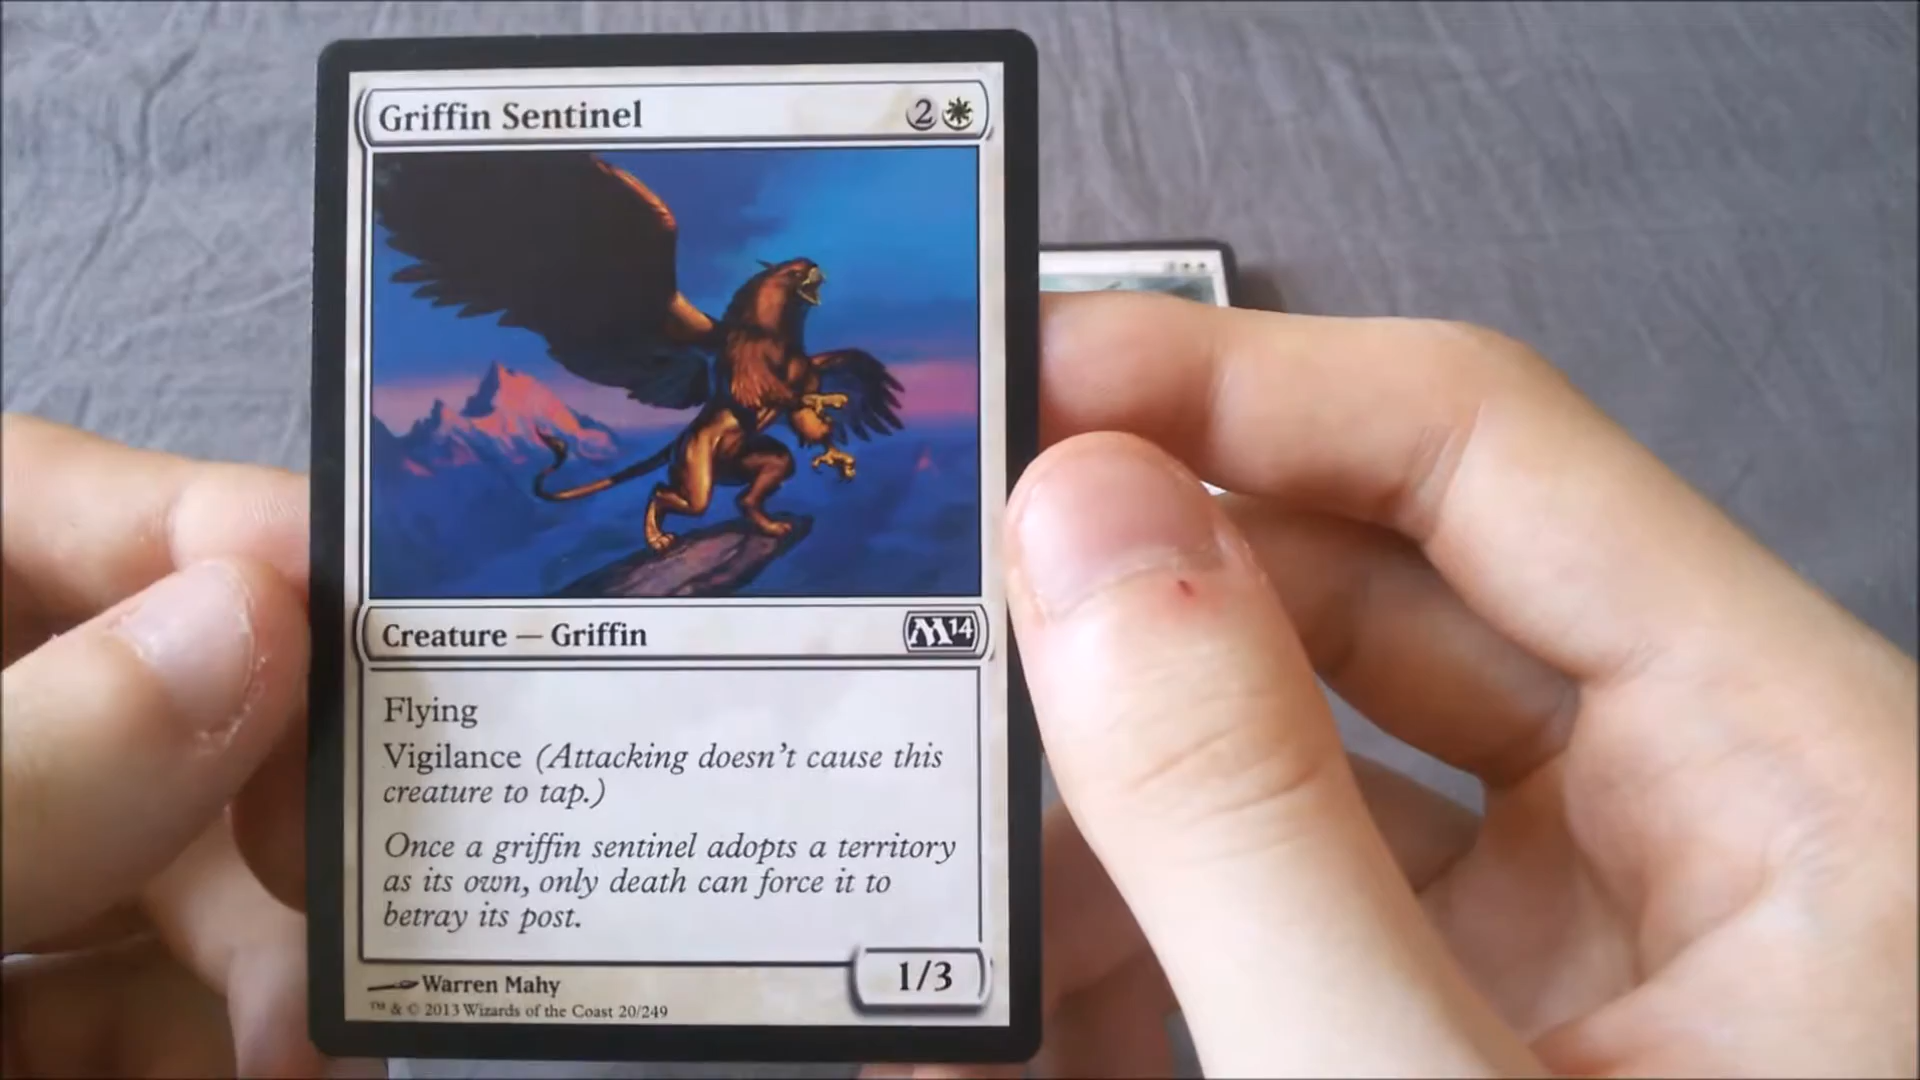 Griffin Sentinel 2
Creature — Griffin M14
Flying
Vigilance (Attacking doesn't cause this
creature to tap.)
Once a griffin sentinel adopts a territory
as its own, only death can force it to
betray its post.
1/3
Warren Mahy
™ & © 2013 Wizards of the Coast 20/249